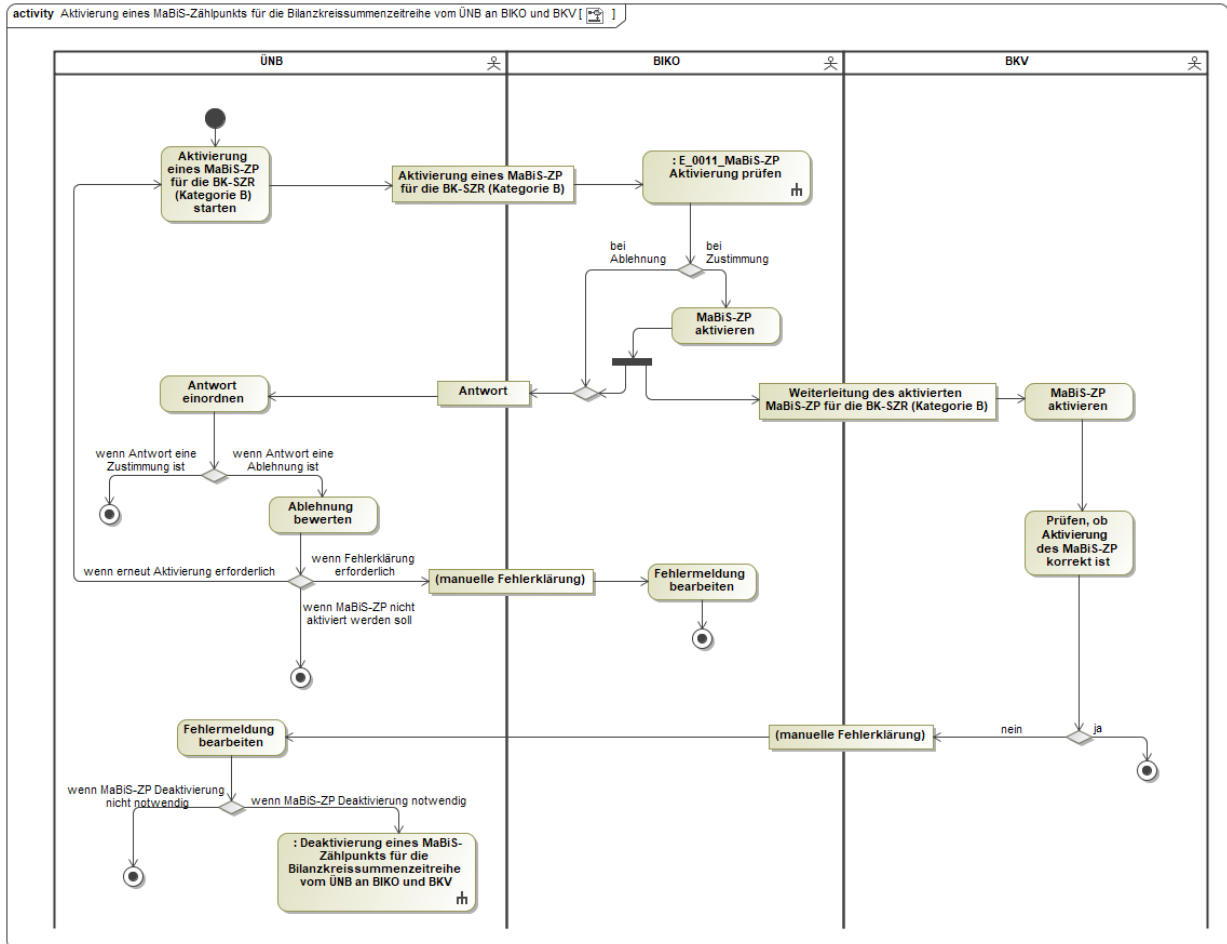 activity Aktivierung eines MaBiS-Zählpunkts für die Bilanzkreissummenzeitreihe vom ÜNB an BIKO und BKV [ ]
ÜNB
BIKO
BKV
Aktivierung
eines MaBiS-ZP
für die BK-SZR
(Kategorie B)
starten
Aktivierung eines MaBiS-ZP
für die BK-SZR (Kategorie B)
: E_0011_MaBiS-ZP
Aktivierung prüfen
bei
Ablehnung
bei
Zustimmung
MaBiS-ZP
aktivieren
Antwort
einordnen
Antwort
Weiterleitung des aktivierten
MaBiS-ZP für die BK-SZR (Kategorie B)
MaBiS-ZP
aktivieren
wenn Antwort eine
Zustimmung ist
wenn Antwort eine
Ablehnung ist
Ablehnung
bewerten
Prüfen, ob
Aktivierung
des MaBiS-ZP
korrekt ist
wenn erneut Aktivierung erforderlich
wenn Fehlerklärung
erforderlich
(manuelle Fehlerklärung)
Fehlermeldung
bearbeiten
wenn MaBiS-ZP nicht
aktiviert werden soll
Fehlermeldung
bearbeiten
(manuelle Fehlerklärung)
nein
ja
wenn MaBiS-ZP Deaktivierung
nicht notwendig
wenn MaBiS-ZP Deaktivierung notwendig
: Deaktivierung eines MaBiS-
Zählpunkts für die
Bilanzkreissummenzeitreihe
vom ÜNB an BIKO und BKV